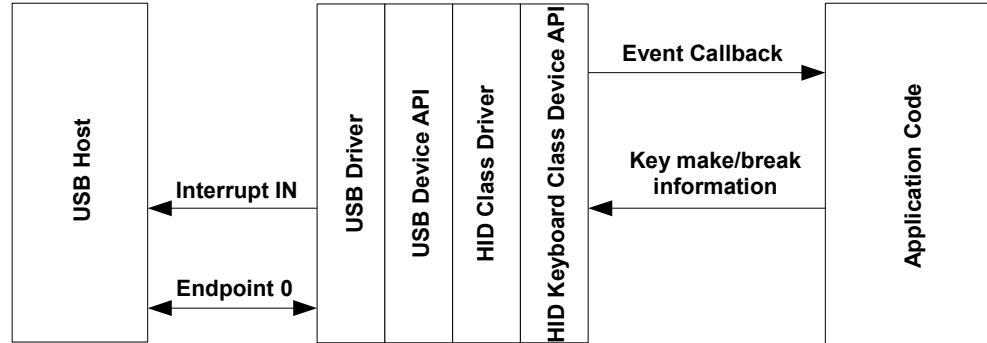 USB Host
Interrupt IN
Endpoint 0
USB Driver
USB Device API
HID Class Driver
HID Keyboard Class Device API
Event Callback
Key make/break
information
Application Code